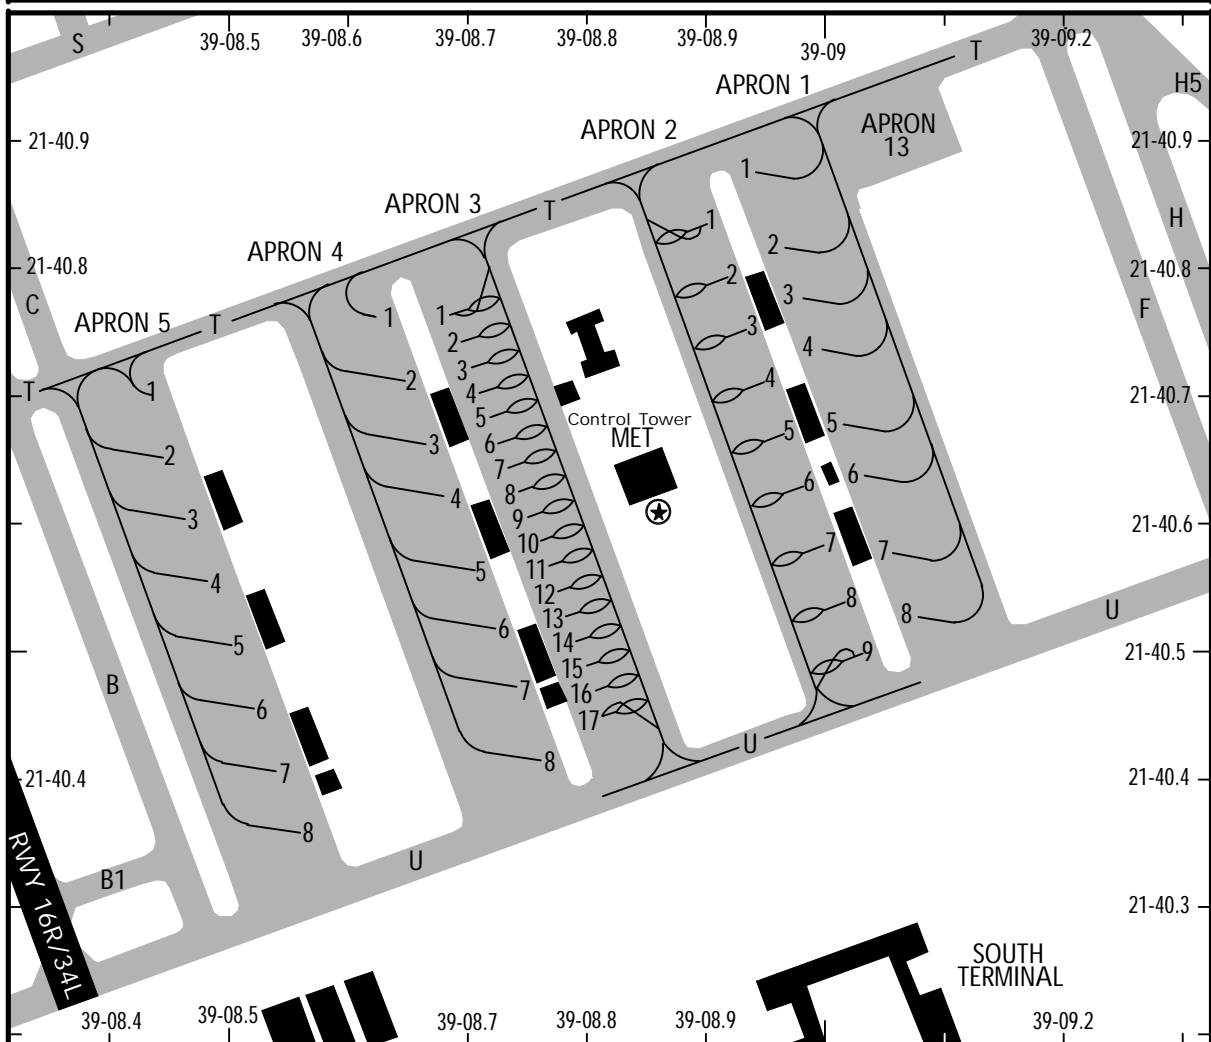 S
39-08.5
39-08.6
39-08.7
39-08.8
39-08.9
39-09
39-09.2
T
H5
APRON 1
APRON 2
APRON
13
21-40.9
21-40.9
1
APRON 3
T
1
H
APRON 4
2
21-40.8
2
21-40.8
3
C
APRON 5
T
1
1
3
F
2
4
3
T
1
2
4
4
21-40.7
5
Control Tower
MET
5
5
3
6
2
7
6
6
4
8
3
9
10
7
7
5
11
4
12
8
8
U
6
13
5
14
9
21-40.5
15
B
7
16
6
17
U
8
7
21-40.4
21-40.4
8
U
B1
RWY 16R/34L
21-40.6
21-40.3
SOUTH
TERMINAL
39-08.4
39-08.5
39-08.7
39-08.8
39-08.9
39-09.2